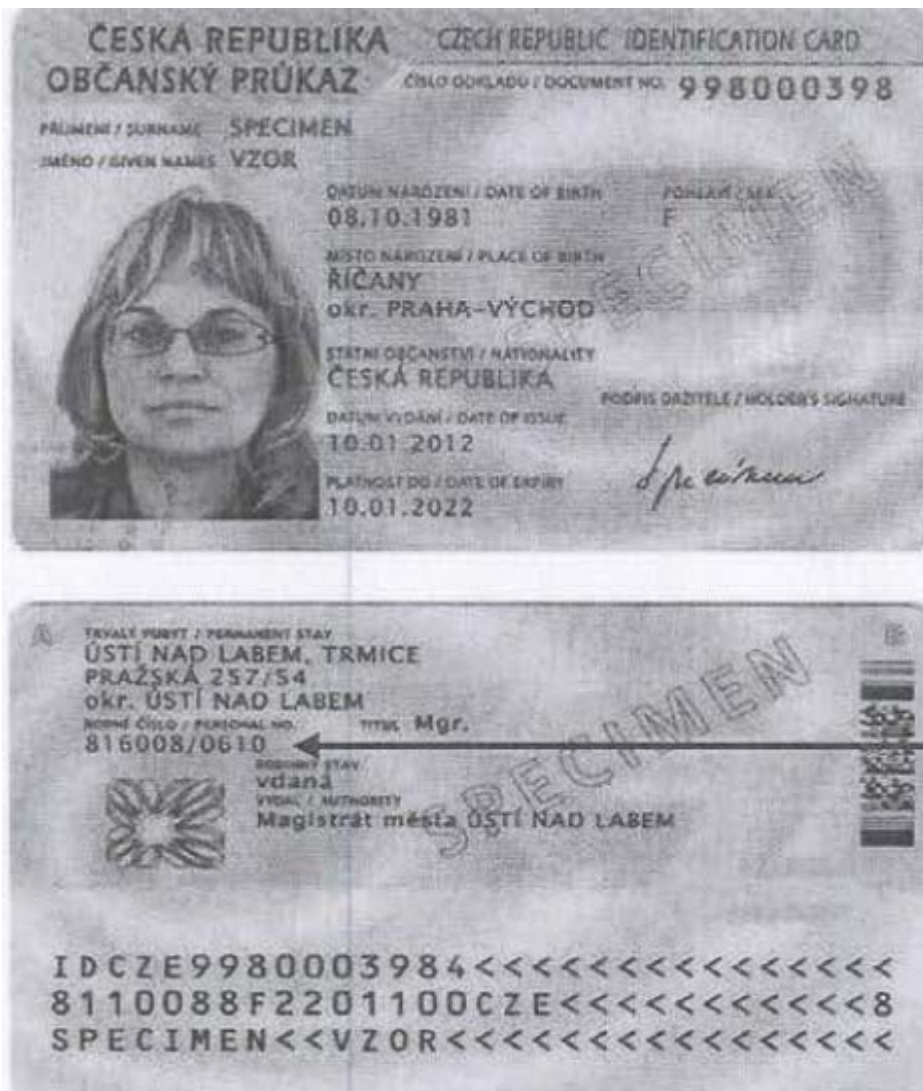 ČESKÁ REPUBLIKA CZECH REPUBLIC IDENTIFICATION CARD
OBČANSKÝ PRŮKAZ ČÍSLO DOKLADU / DOCUMENT NO. 998000398
PŘÍJMENÍ / SURNAME SPECIMEN
JMÉNO / GIVEN NAMES VZOR
DATUM NAROZENÍ / DATE OF BIRTH POHLAVÍ / SEX
08.10.1981 F
MÍSTO NAROZENÍ / PLACE OF BIRTH
ŘÍČANY
okr. PRAHA-VÝCHOD
SPECIMEN
STÁTNÍ OBČANSTVÍ / NATIONALITY
ČESKÁ REPUBLIKA
PODPIS DRŽITELE / HOLDER'S SIGNATURE
DATUM VYDÁNÍ / DATE OF ISSUE
10.01.2012
Specimen
PLATNOST DO / DATE OF EXPIRY
10.01.2022
A TRVALÝ POBYT / PERMANENT STAY B
ÚSTÍ NAD LABEM, TRMICE
PRAŽSKÁ 257/54
okr. ÚSTÍ NAD LABEM
RODNÉ ČÍSLO / PERSONAL NO. TITUL Mgr.
816008/0610
SPECIMEN
RODINNÝ STAV
vdaná
VYDAL / AUTHORITY
Magistrát města ÚSTÍ NAD LABEM
IDCZE9980003984<<<<<<<<<<<<<<<
8110088F2201100CZE<<<<<<<<<<<8
SPECIMEN<<VZOR<<<<<<<<<<<<<<<<